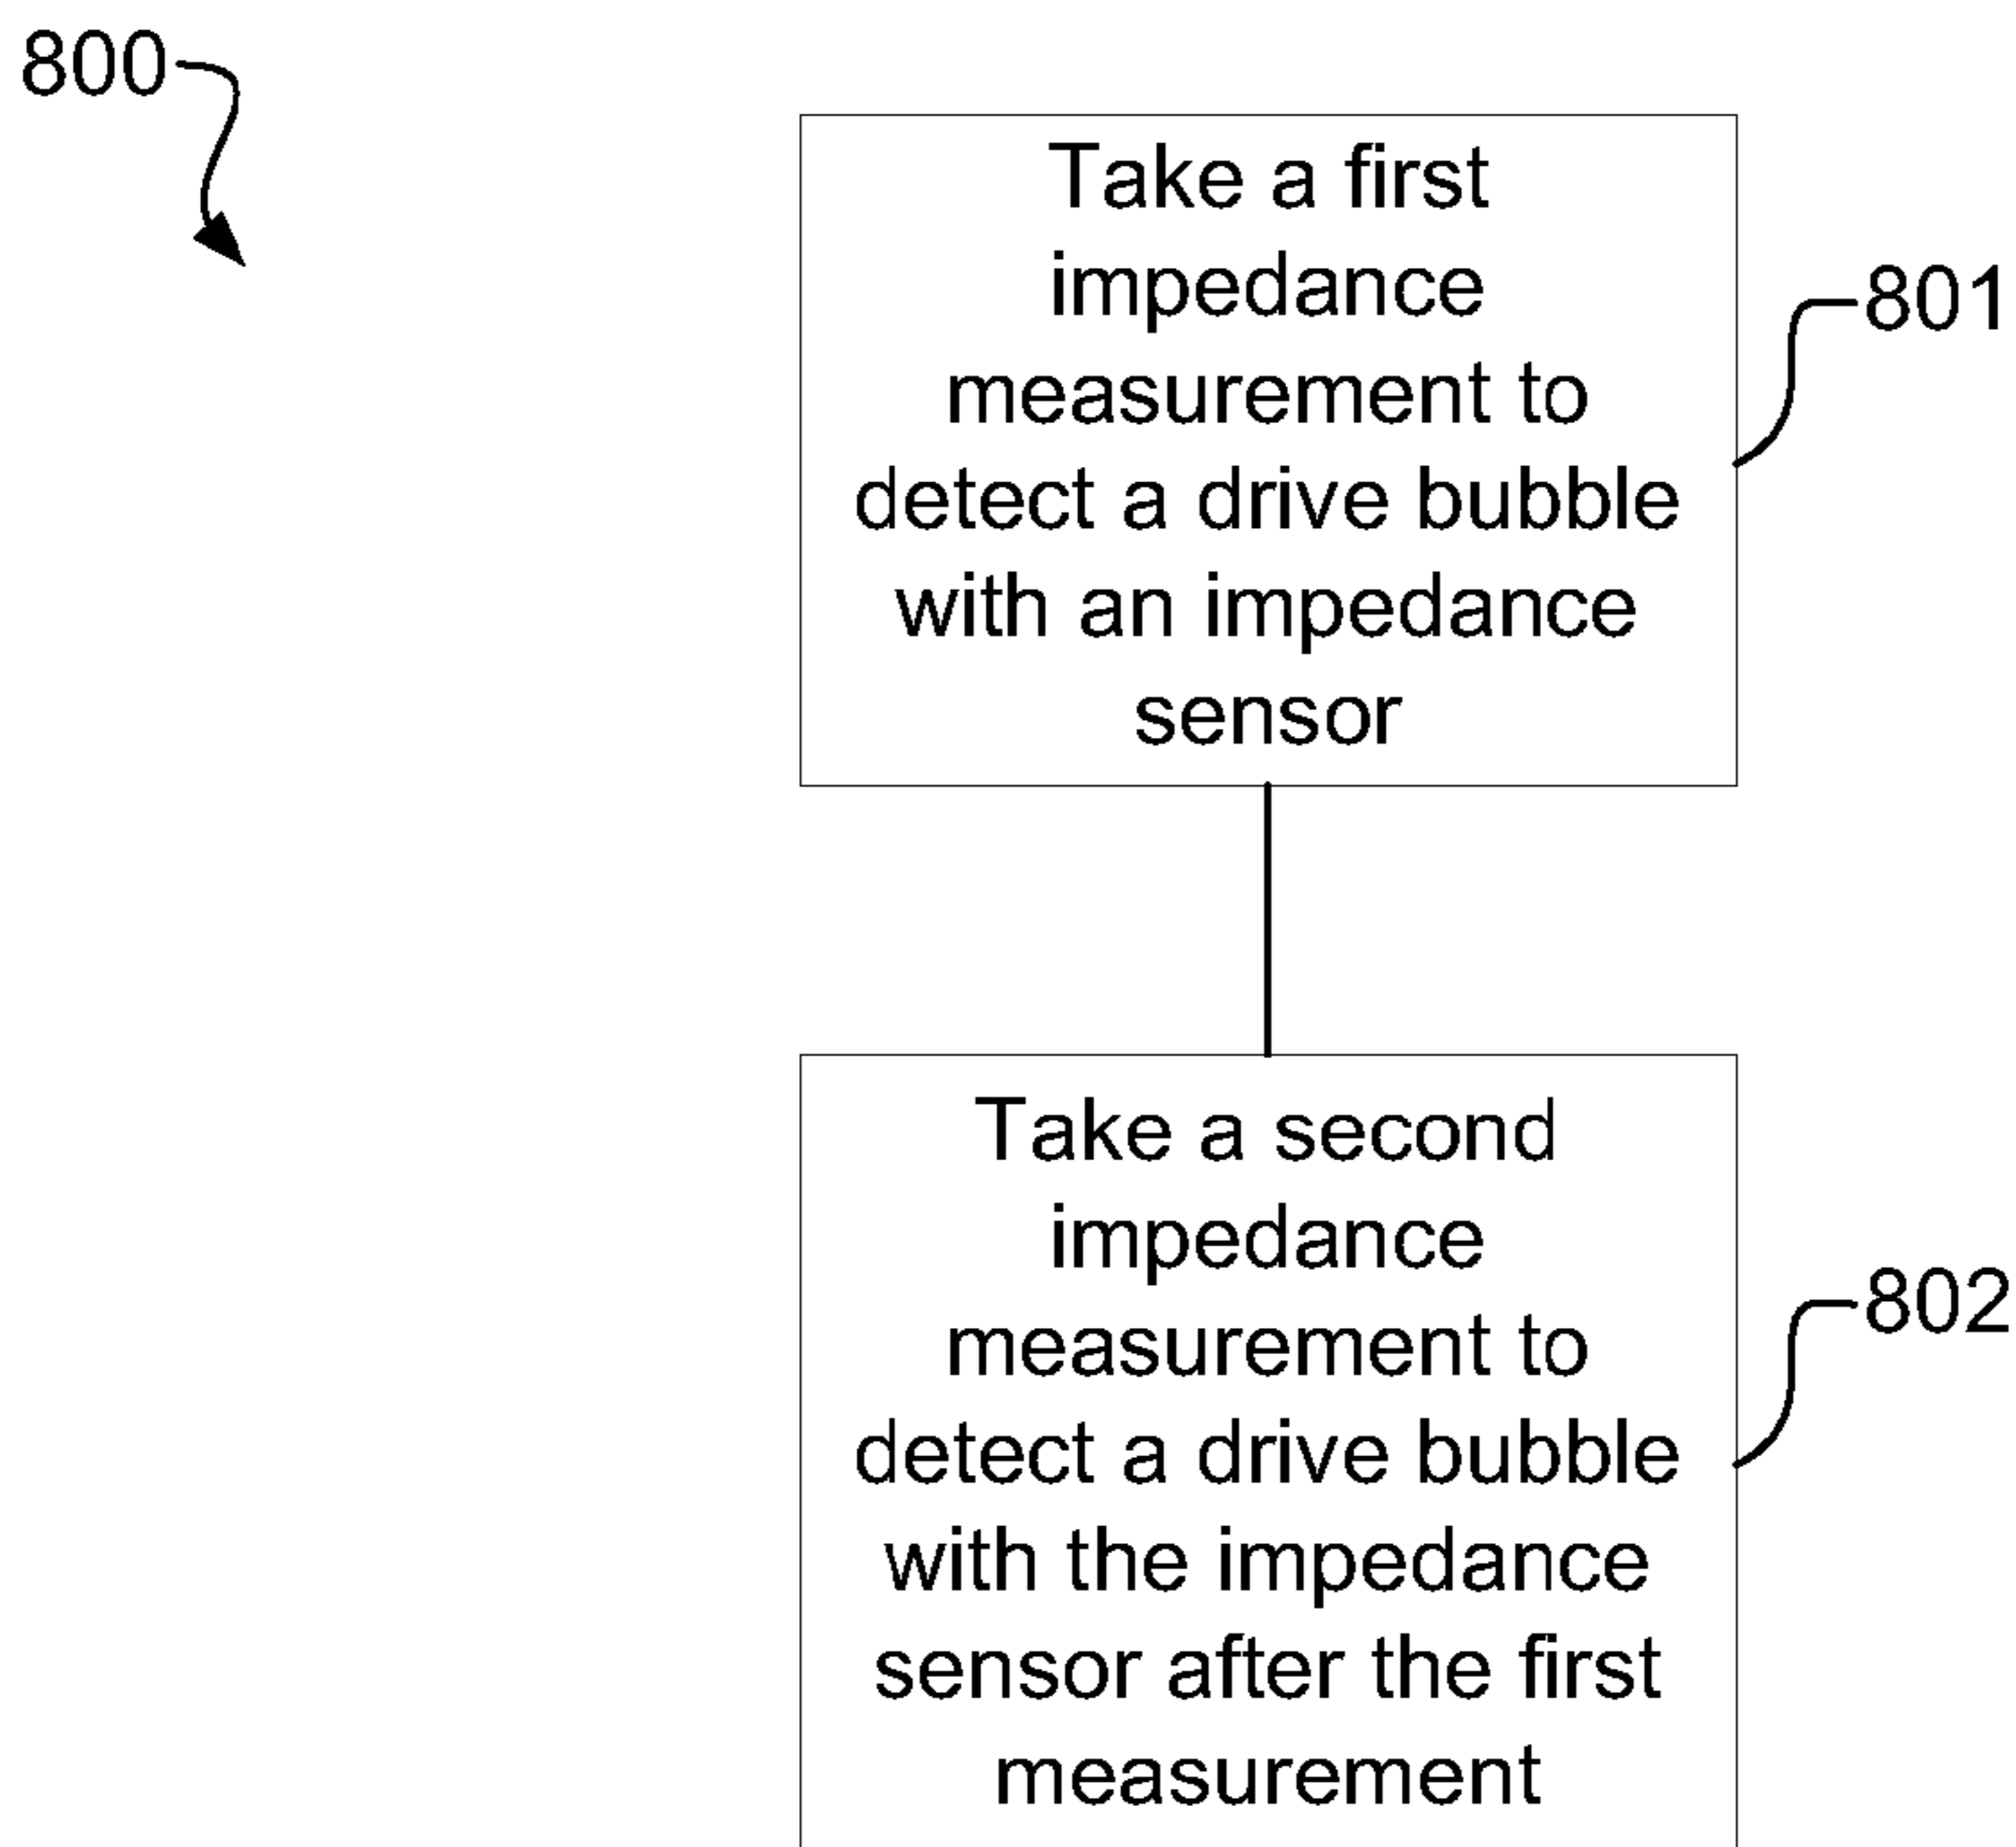 800
Take a first
impedance
measurement to
detect a drive bubble
with an impedance
sensor
801
Take a second
impedance
measurement to
detect a drive bubble
with the impedance
sensor after the first
measurement
802